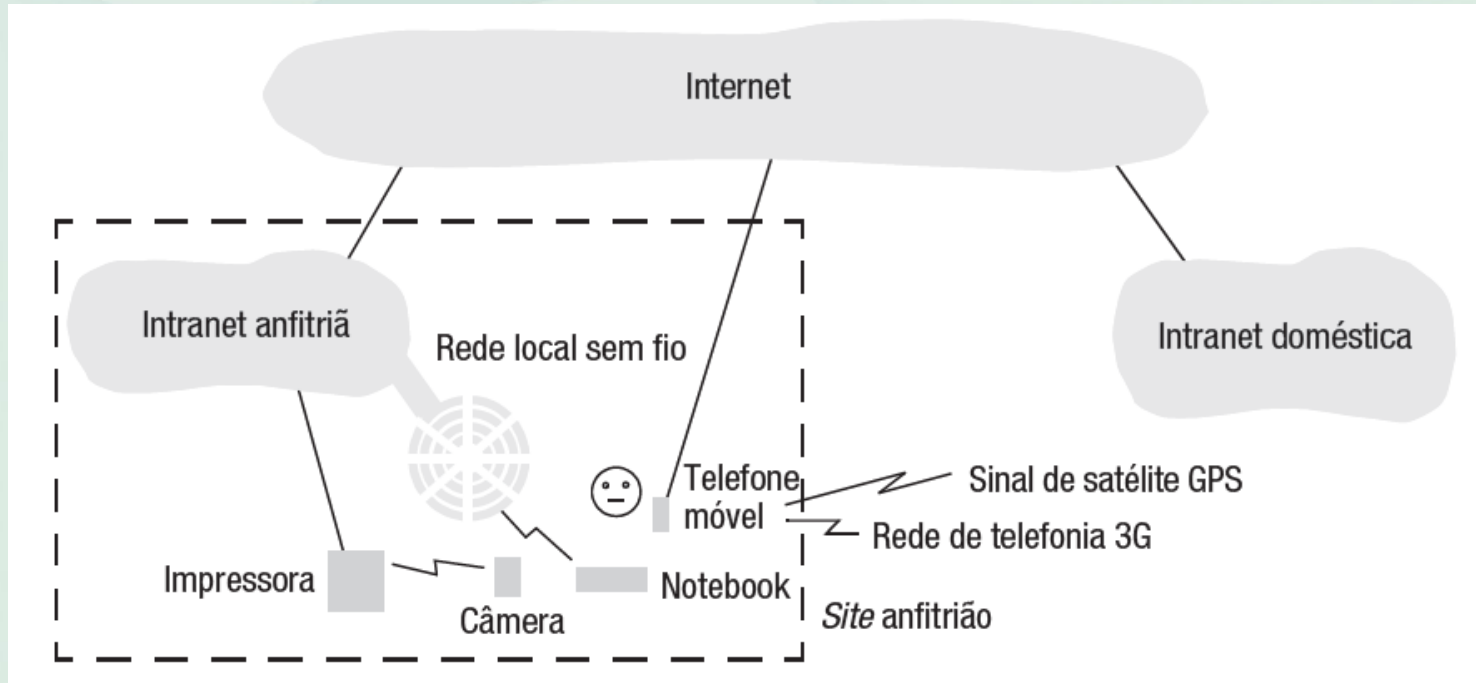 Internet
Intranet anfitriã
Rede local sem fio
Intranet doméstica
Telefone
móvel
Sinal de satélite GPS
Rede de telefonia 3G
Impressora
Câmera
Notebook
Site anfitrião